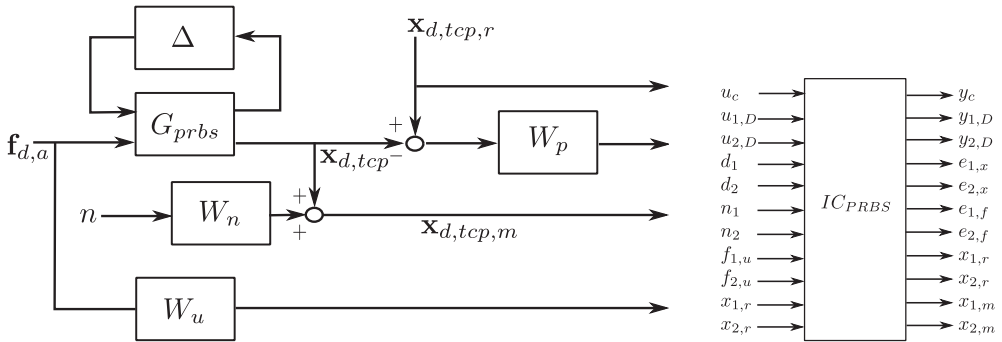 x_{d,tcp,r}
Δ
G_{prbs}
f_{d,a}
+
−
x_{d,tcp}
W_p
n
W_n
+
+
x_{d,tcp,m}
W_u
u_c
u_{1,D}
u_{2,D}
d_1
d_2
n_1
n_2
f_{1,u}
f_{2,u}
x_{1,r}
x_{2,r}
IC_{PRBS}
y_c
y_{1,D}
y_{2,D}
e_{1,x}
e_{2,x}
e_{1,f}
e_{2,f}
x_{1,r}
x_{2,r}
x_{1,m}
x_{2,m}